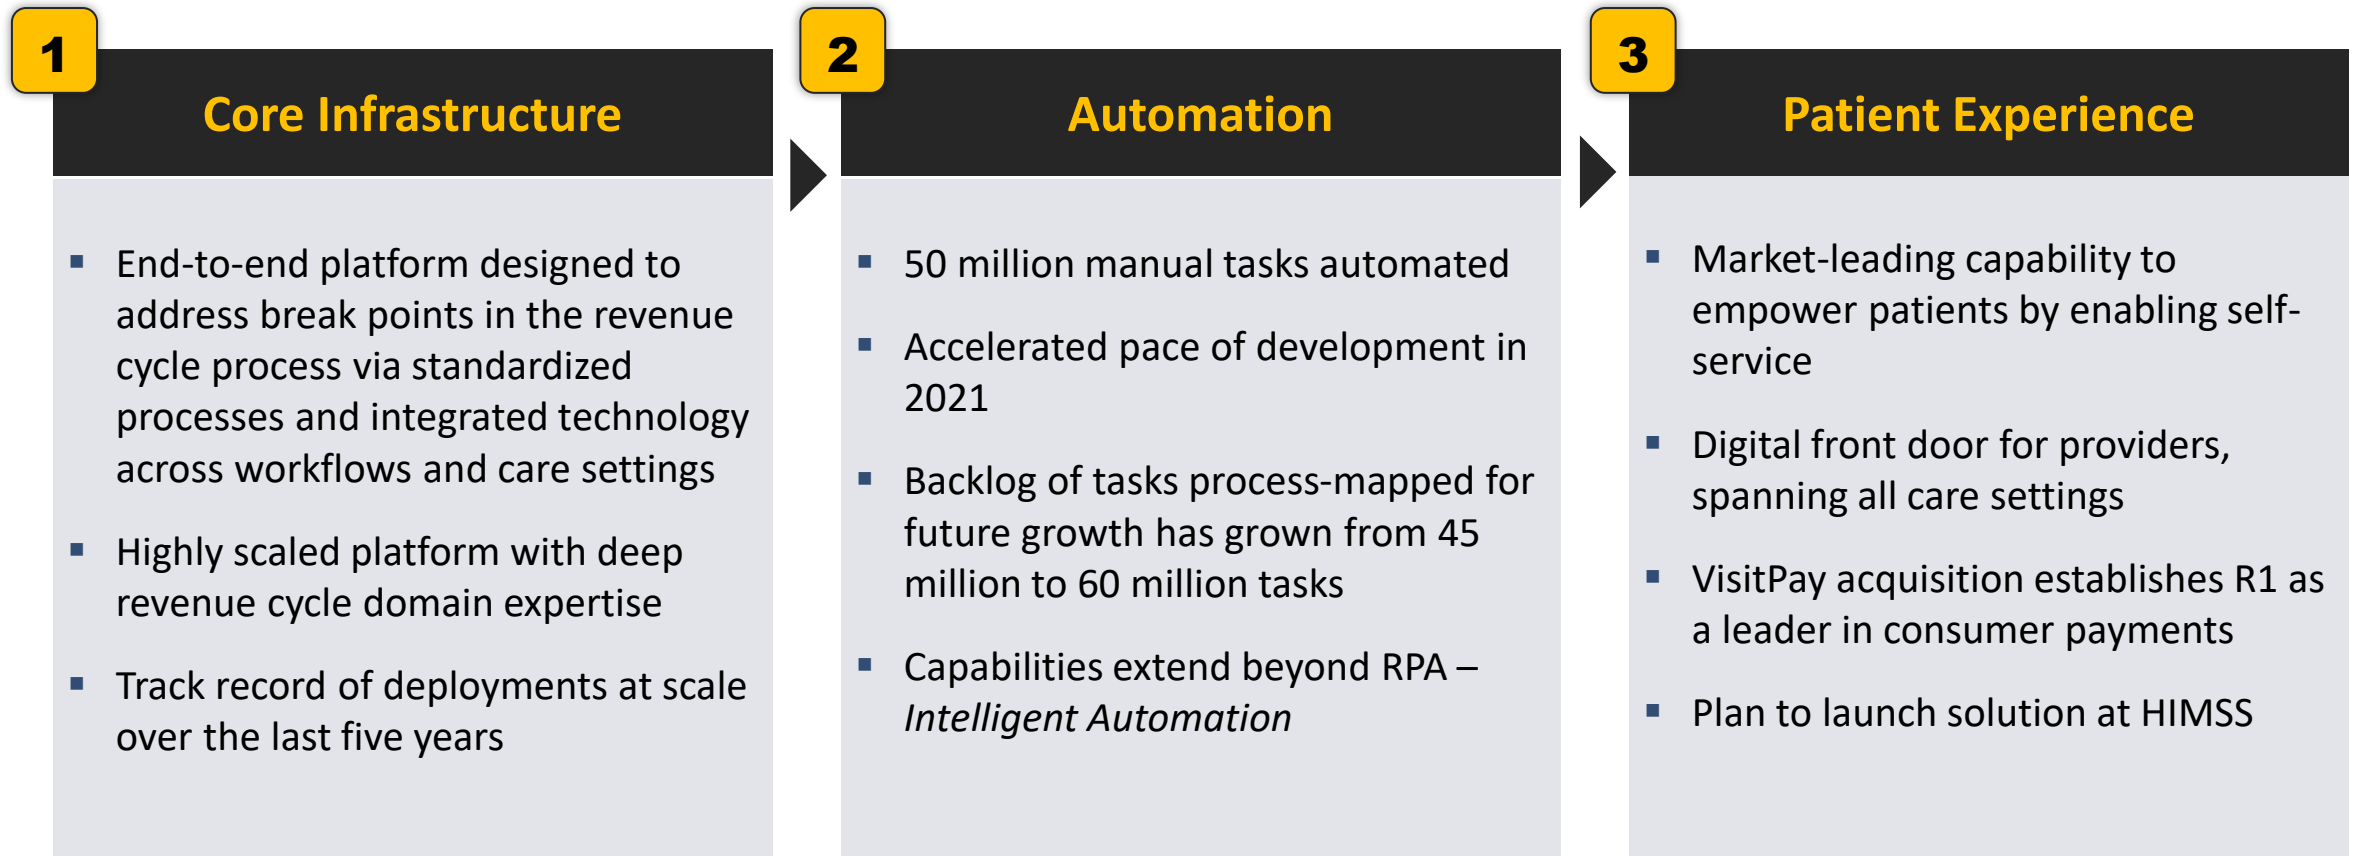 1
Core Infrastructure
▪ End-to-end platform designed to
address break points in the revenue
cycle process via standardized
processes and integrated technology
across workflows and care settings
▪ Highly scaled platform with deep
revenue cycle domain expertise
▪ Track record of deployments at scale
over the last five years
2
Automation
▪ 50 million manual tasks automated
▪ Accelerated pace of development in
2021
▪ Backlog of tasks process-mapped for
future growth has grown from 45
million to 60 million tasks
▪ Capabilities extend beyond RPA –
Intelligent Automation
3
Patient Experience
▪ Market-leading capability to
empower patients by enabling self-
service
▪ Digital front door for providers,
spanning all care settings
▪ VisitPay acquisition establishes R1 as
a leader in consumer payments
▪ Plan to launch solution at HIMSS